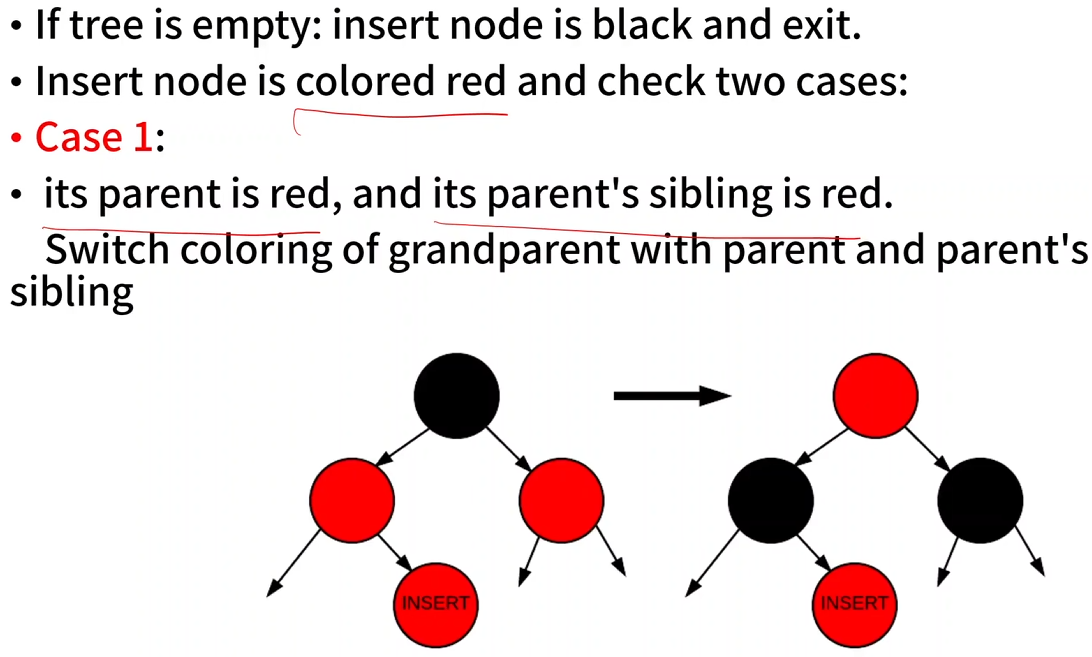 • If tree is empty: insert node is black and exit.
• Insert node is colored red and check two cases:
• Case 1:
• its parent is red, and its parent's sibling is red.
Switch coloring of grandparent with parent and parent's
sibling
INSERT
INSERT